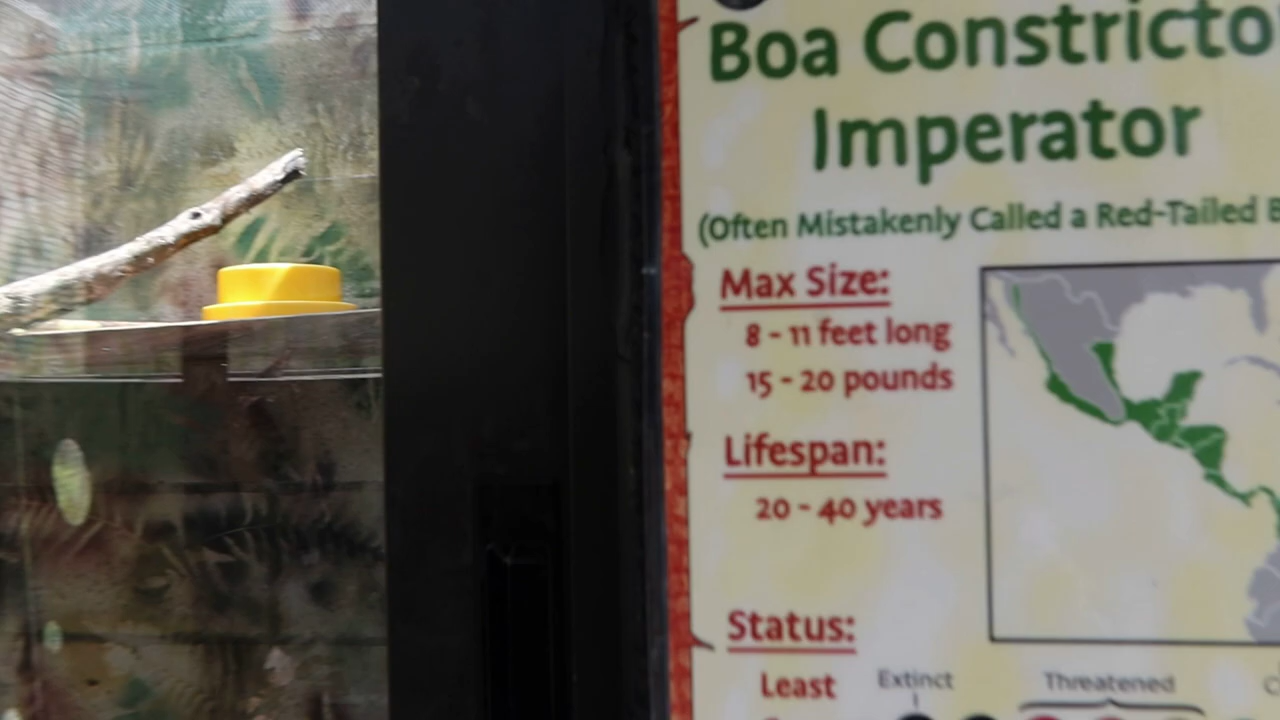 Boa Constricto
Imperator
(Often Mistakenly Called a Red-Tailed B
Max Size:
8 - 11 feet long
15 - 20 pounds
Lifespan:
20 - 40 years
Status:
Least
Extinct
Threatened